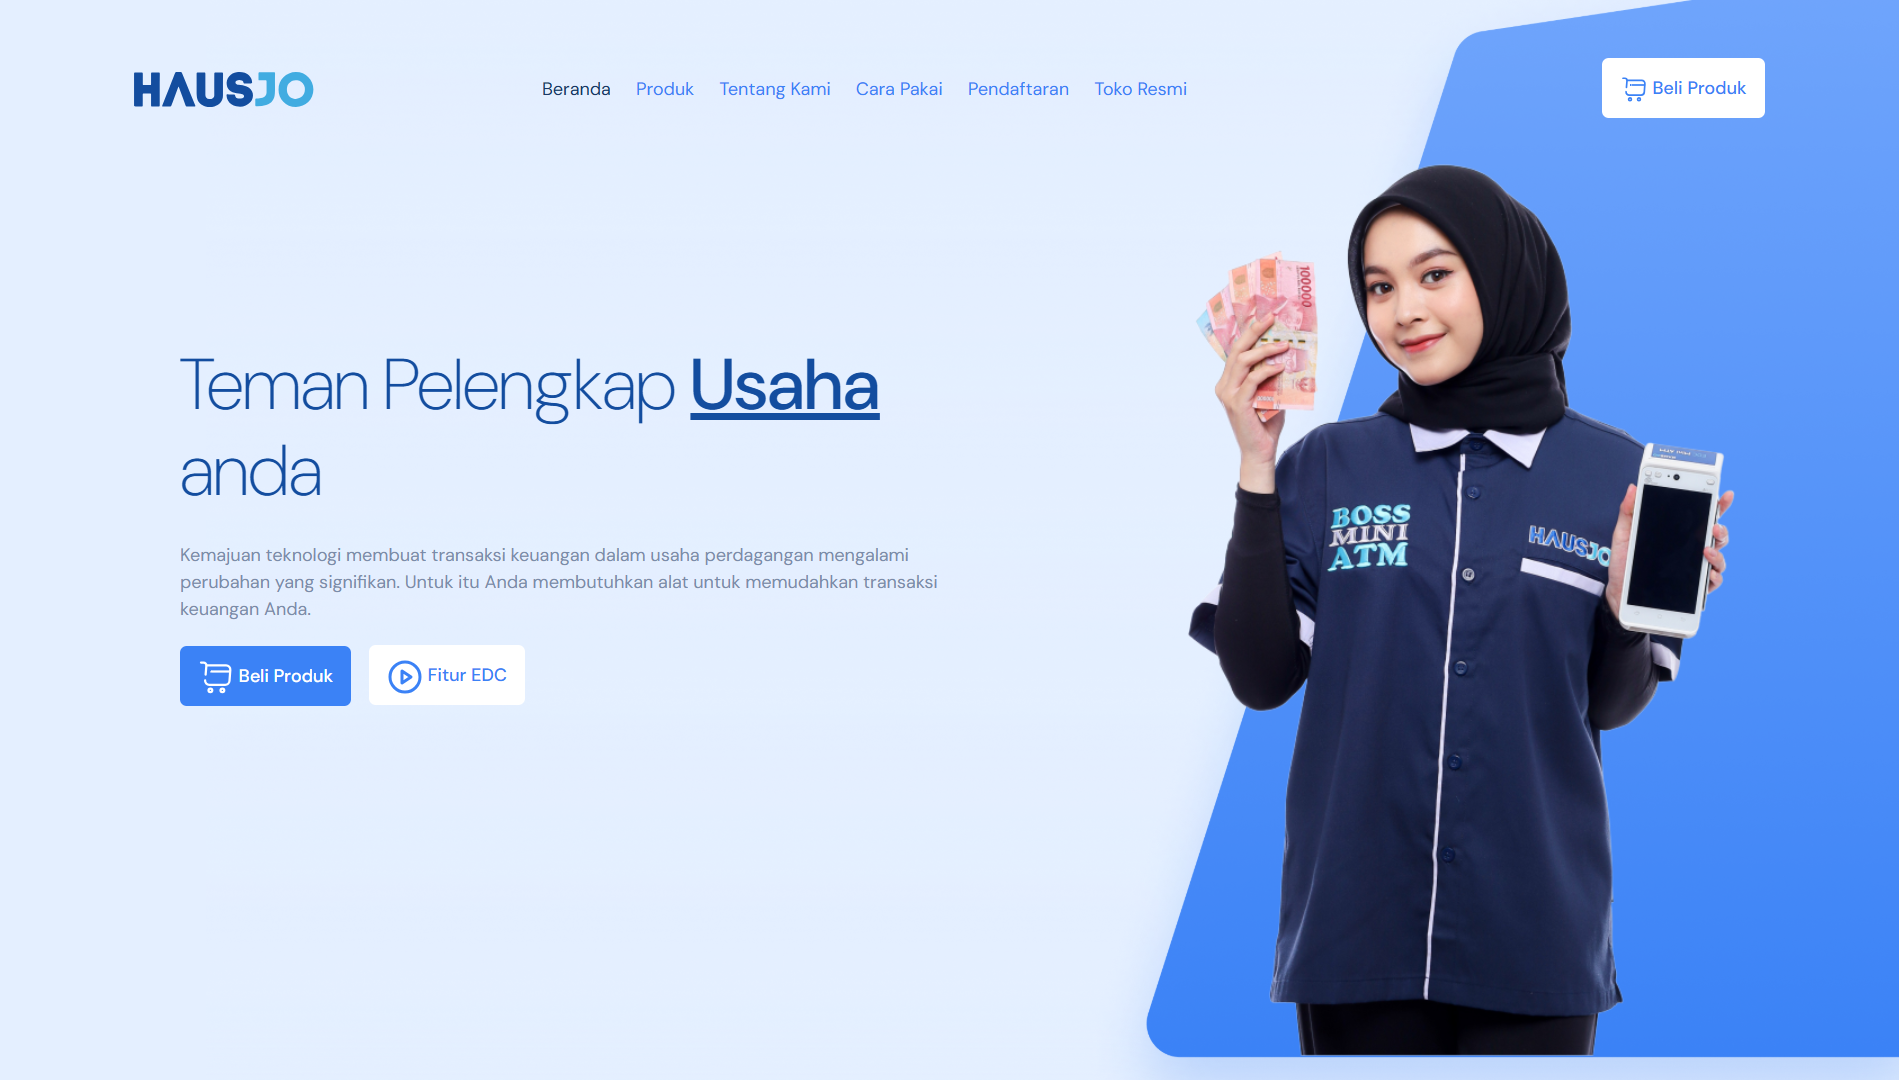 HAUSJO
Beranda
Produk
Tentang Kami
Cara Pakai
Pendaftaran
Toko Resmi
Beli Produk
Teman Pelengkap Usaha
anda
Kemajuan teknologi membuat transaksi keuangan dalam usaha perdagangan mengalami
perubahan yang signifikan. Untuk itu Anda membutuhkan alat untuk memudahkan transaksi
keuangan Anda.
Beli Produk
Fitur EDC
100000
BOSS
MINI
ATM
HAUSJO